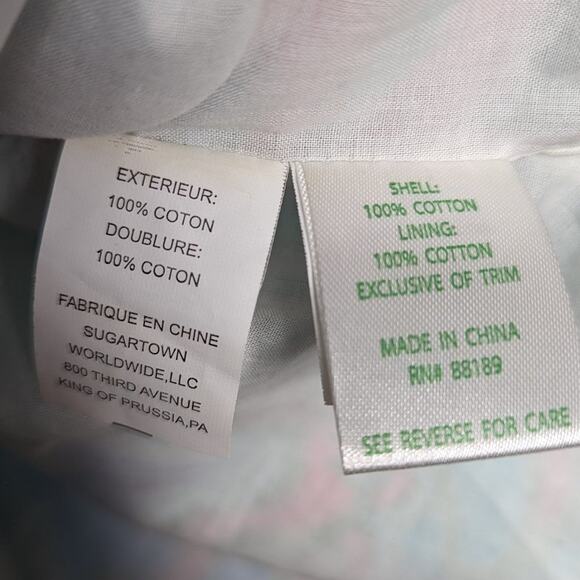 EXTERIEUR:
100% COTON
DOUBLURE:
100% COTON
FABRIQUE EN CHINE
SUGARTOWN
WORLDWIDE,LLC
800 THIRD AVENUE
KING OF PRUSSIA,PA
SHELL:
100% COTTON
LINING:
100% COTTON
EXCLUSIVE OF TRIM
MADE IN CHINA
RN# 88189
SEE REVERSE FOR CARE